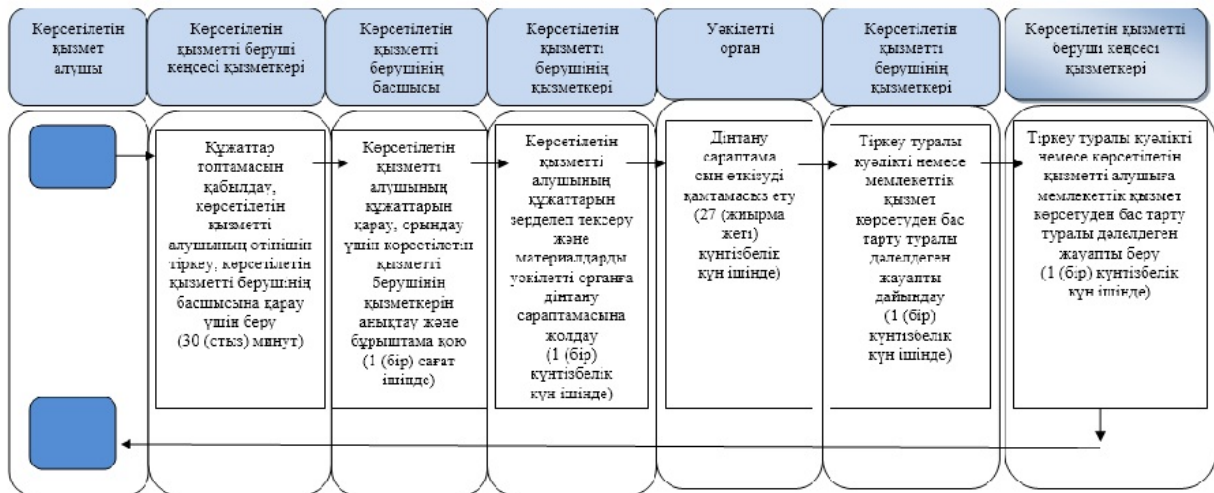 Көрсетілетін
қызмет
алушы
Көрсетілетін
қызметті беруші
кеңсесі қызметкері
Көрсетілетін
қызметті
берушінің
басшысы
Көрсетілетін
қызметті
берушінің
қызметкері
Уәкілетті
орган
Көрсетілетін
қызметті
берушінің
қызметкері
Көрсетілетін қызметті
беруші кеңсесі
қызметкері
Құжаттар
топтамасын
қабылдау,
көрсетілетін
қызметті
алушының өтінішін
тіркеу, көрсетілетін
қызметті берушінің
басшысына қарау
үшін беру
(30 (отыз) минут)
Көрсетілетін
қызметті
алушының
құжаттарын
қарау, орындау
үшін көрсетілетін
қызметті
берушінің
қызметкерін
анықтау және
бұрыштама қою
(1 (бір) сағат
ішінде)
Көрсетілетін
қызметті
алушының
құжаттарын
зерделеп тексеру
және
материалдарды
уәкілетті органға
дінтану
сараптамасына
жолдау
(1 (бір)
күнтізбелік
күн ішінде)
Дінтану
сараптама
сын өткізуді
қамтамасыз ету
(27 (жиырма
жеті)
күнтізбелік
күн ішінде)
Тіркеу туралы
куәлікті немесе
мемлекеттік
қызмет
көрсетуден бас
тарту туралы
дәлелдеген
жауапты
дайындау
(1 (бір)
күнтізбелік
күн ішінде)
Тіркеу туралы куәлікті
немесе көрсетілетін
қызметті алушыға
мемлекеттік қызмет
көрсетуден бас тарту
туралы дәлелдеген
жауапты беру
(1 (бір) күнтізбелік
күн ішінде)